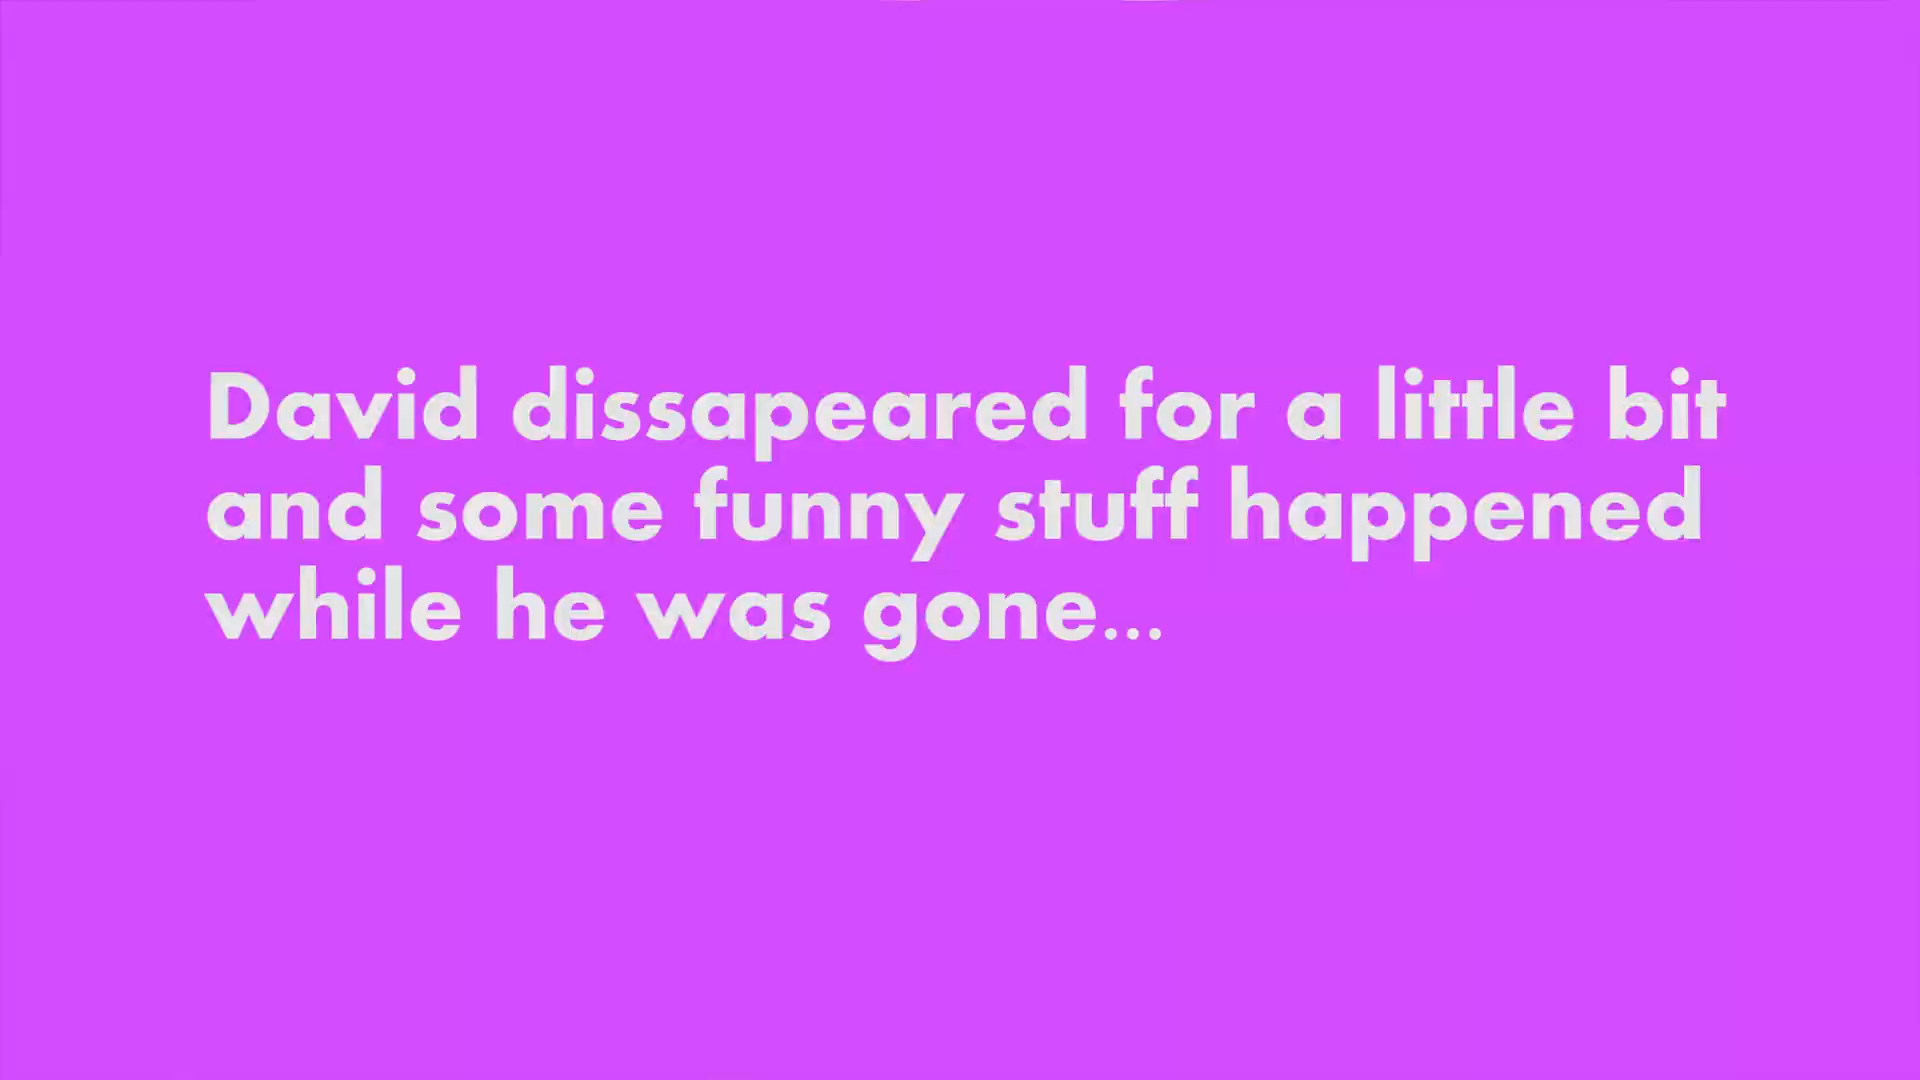 David dissapeared for a little bit
and some funny stuff happened
while he was gone...